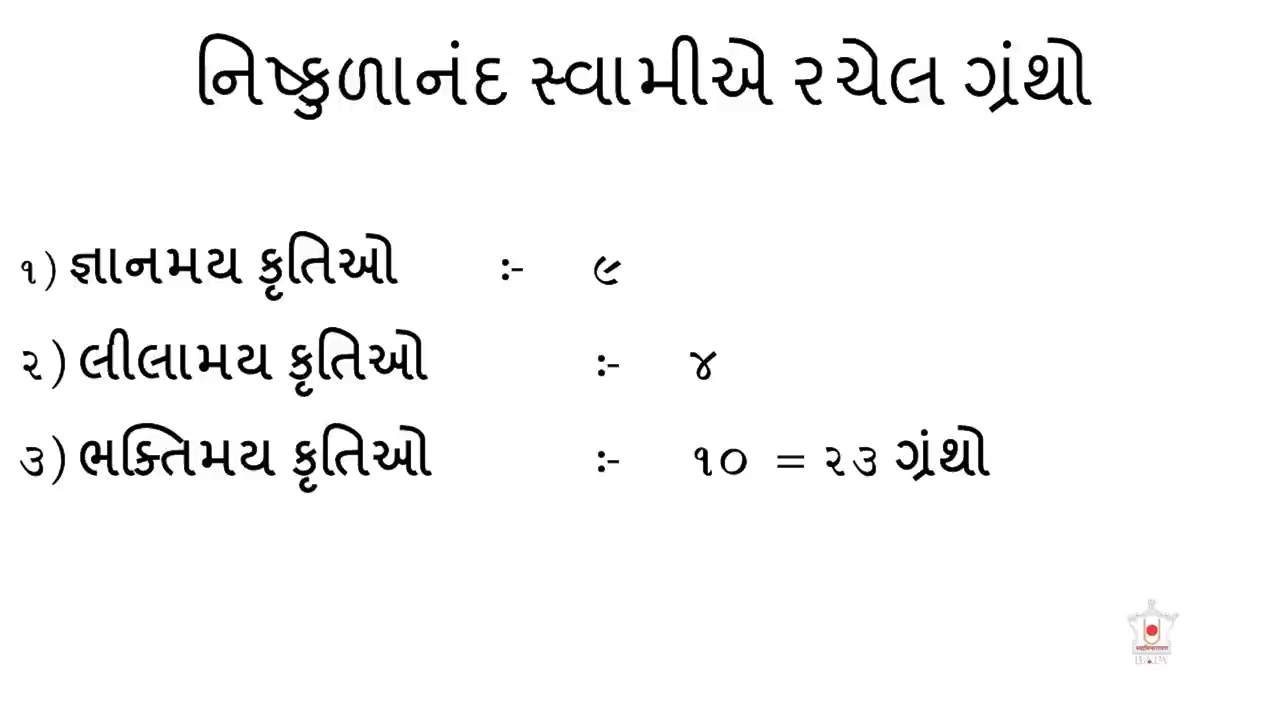 નિષ્કુળાનંદ સ્વામીએ રચેલ ગ્રંથો
૧) જ્ઞાનમય કૃતિઓ :- ૯
૨) લીલામય કૃતિઓ :- ૪
૩) ભક્તિમય કૃતિઓ :- ૧૦ = ૨૩ ગ્રંથો